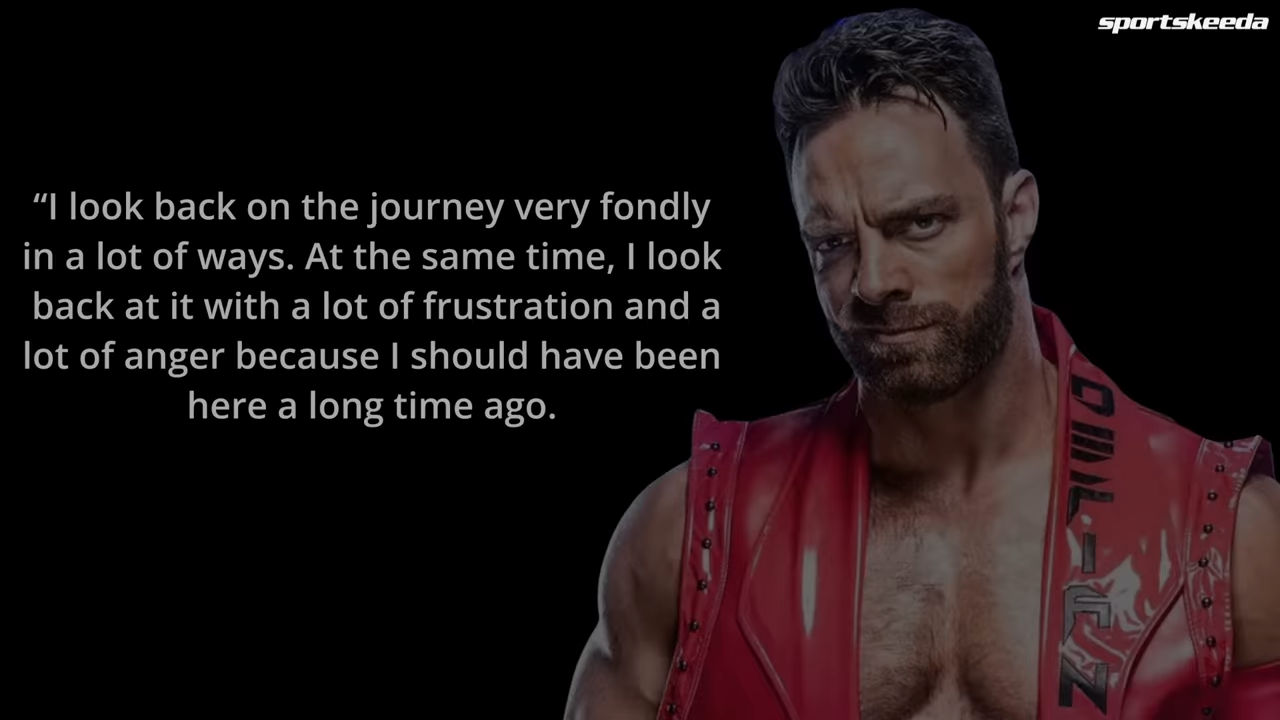 sportskeeda
“I look back on the journey very fondly
in a lot of ways. At the same time, I look
back at it with a lot of frustration and a
lot of anger because I should have been
here a long time ago.